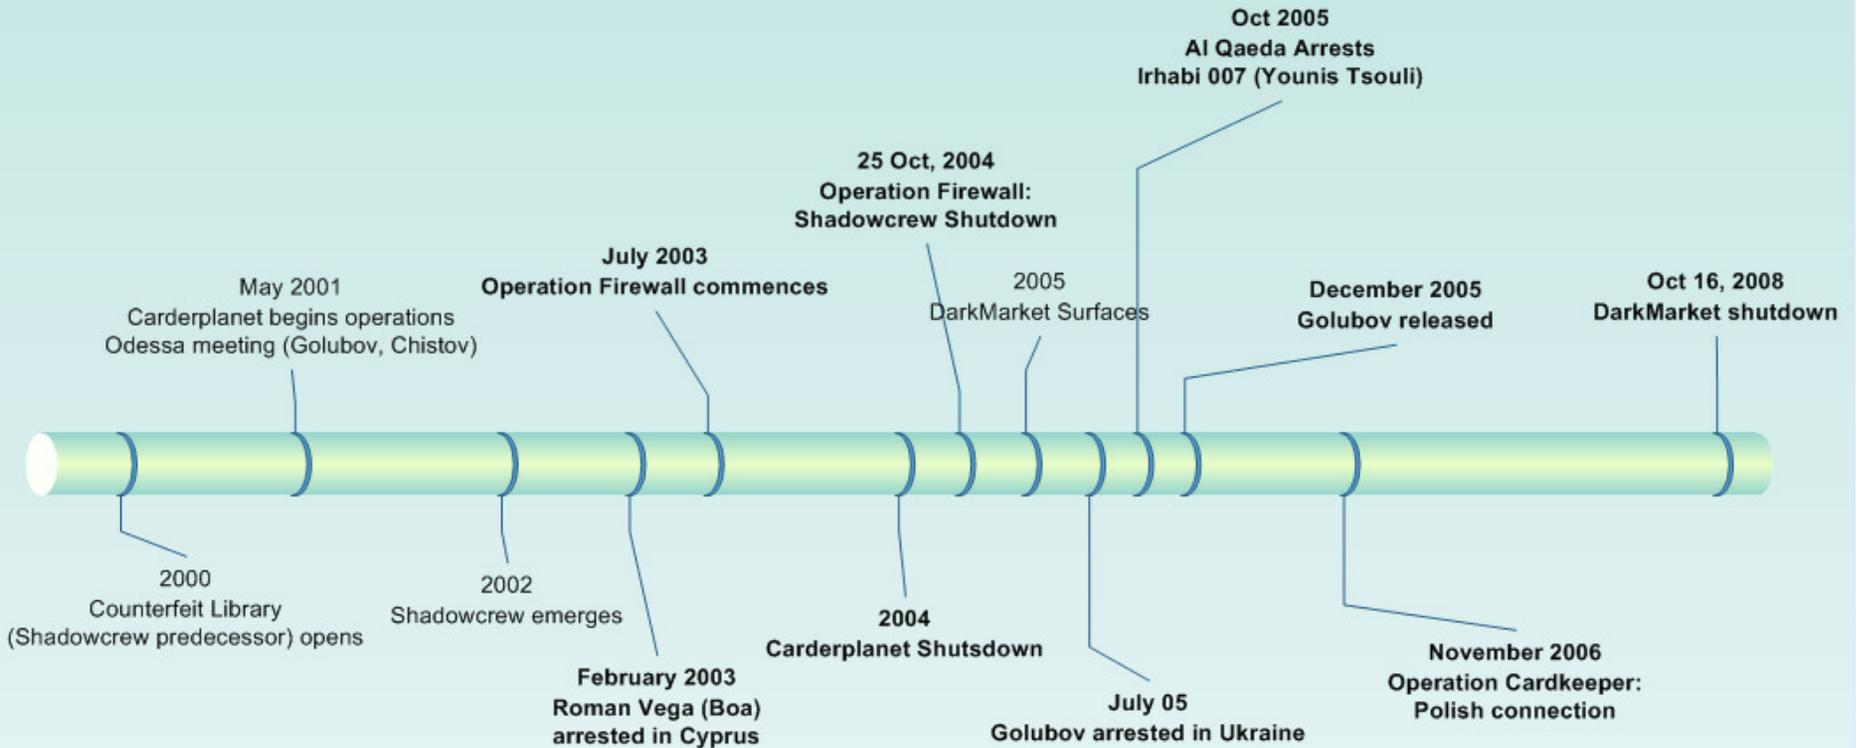 Oct 2005
Al Qaeda Arrests
Irhabi 007 (Younis Tsouli)
25 Oct, 2004
Operation Firewall:
Shadowcrew Shutdown
July 2003
Operation Firewall commences
May 2001
Carderplanet begins operations
Odessa meeting (Golubov, Chistov)
2005
DarkMarket Surfaces
December 2005
Golubov released
Oct 16, 2008
DarkMarket shutdown
2000
Counterfeit Library
(Shadowcrew predecessor) opens
2002
Shadowcrew emerges
February 2003
Roman Vega (Boa)
arrested in Cyprus
2004
Carderplanet Shutsdown
July 05
Golubov arrested in Ukraine
November 2006
Operation Cardkeeper:
Polish connection